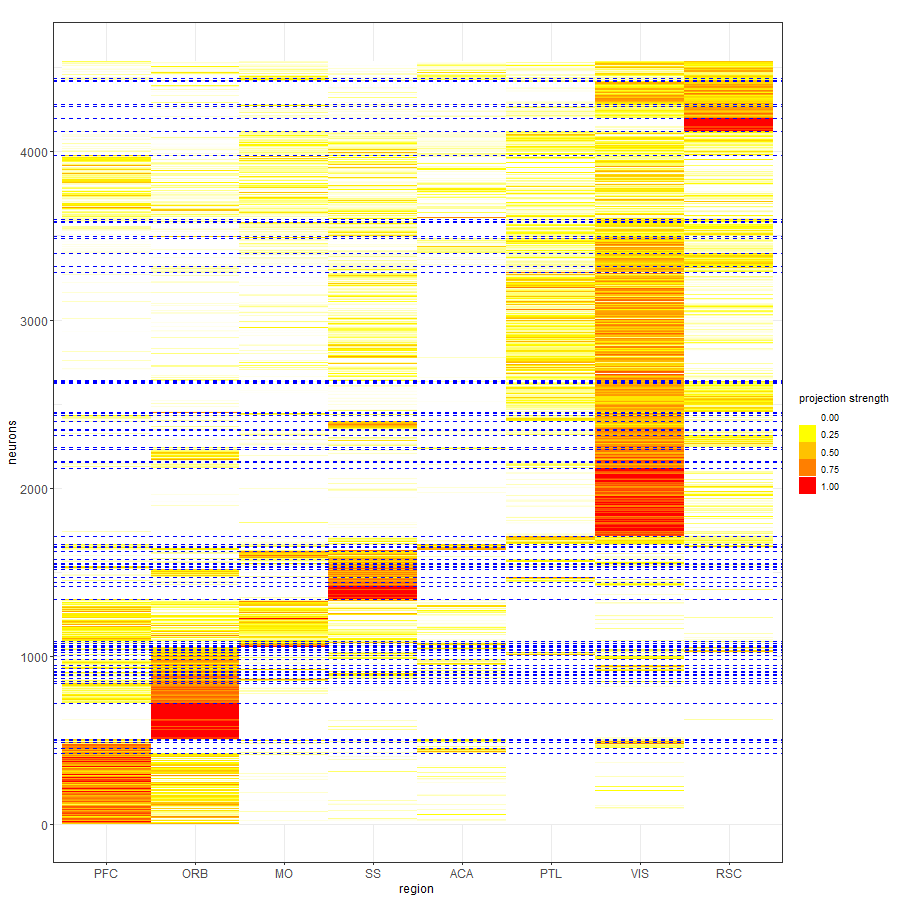 neurons
4000
3000
2000
1000
0
PFC ORB MO SS ACA PTL VIS RSC
region
projection strength
0.00
0.25
0.50
0.75
1.00